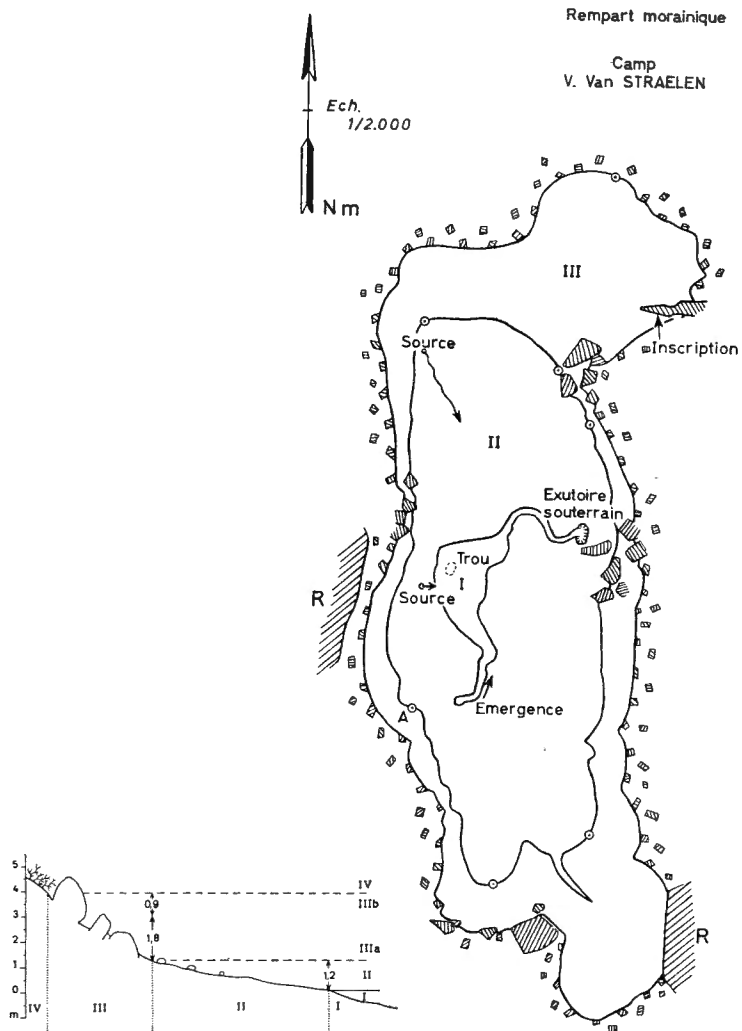 Rempart morainique
Camp
V. Van STRAELEN
Ech.
1/2.000
Nm
III
Source
Inscription
II
Exutoire
souterrain
Trou
I
Source
R
Emergence
A
R
5
4
3
2
1
0
m
0,9
1,8
1,2
IV
IIIb
IIIa
II
I
IV
III
II
I